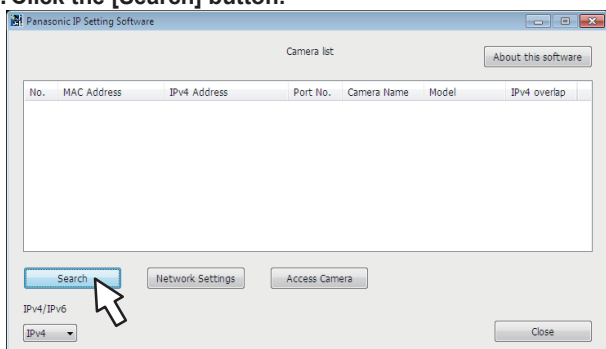 . Click the [Search] button.
Panasonic IP Setting Software
Camera list
About this software
No. MAC Address IPv4 Address Port No. Camera Name Model IPv4 overlap
Search Network Settings Access Camera
IPv4/IPv6
IPv4 Close